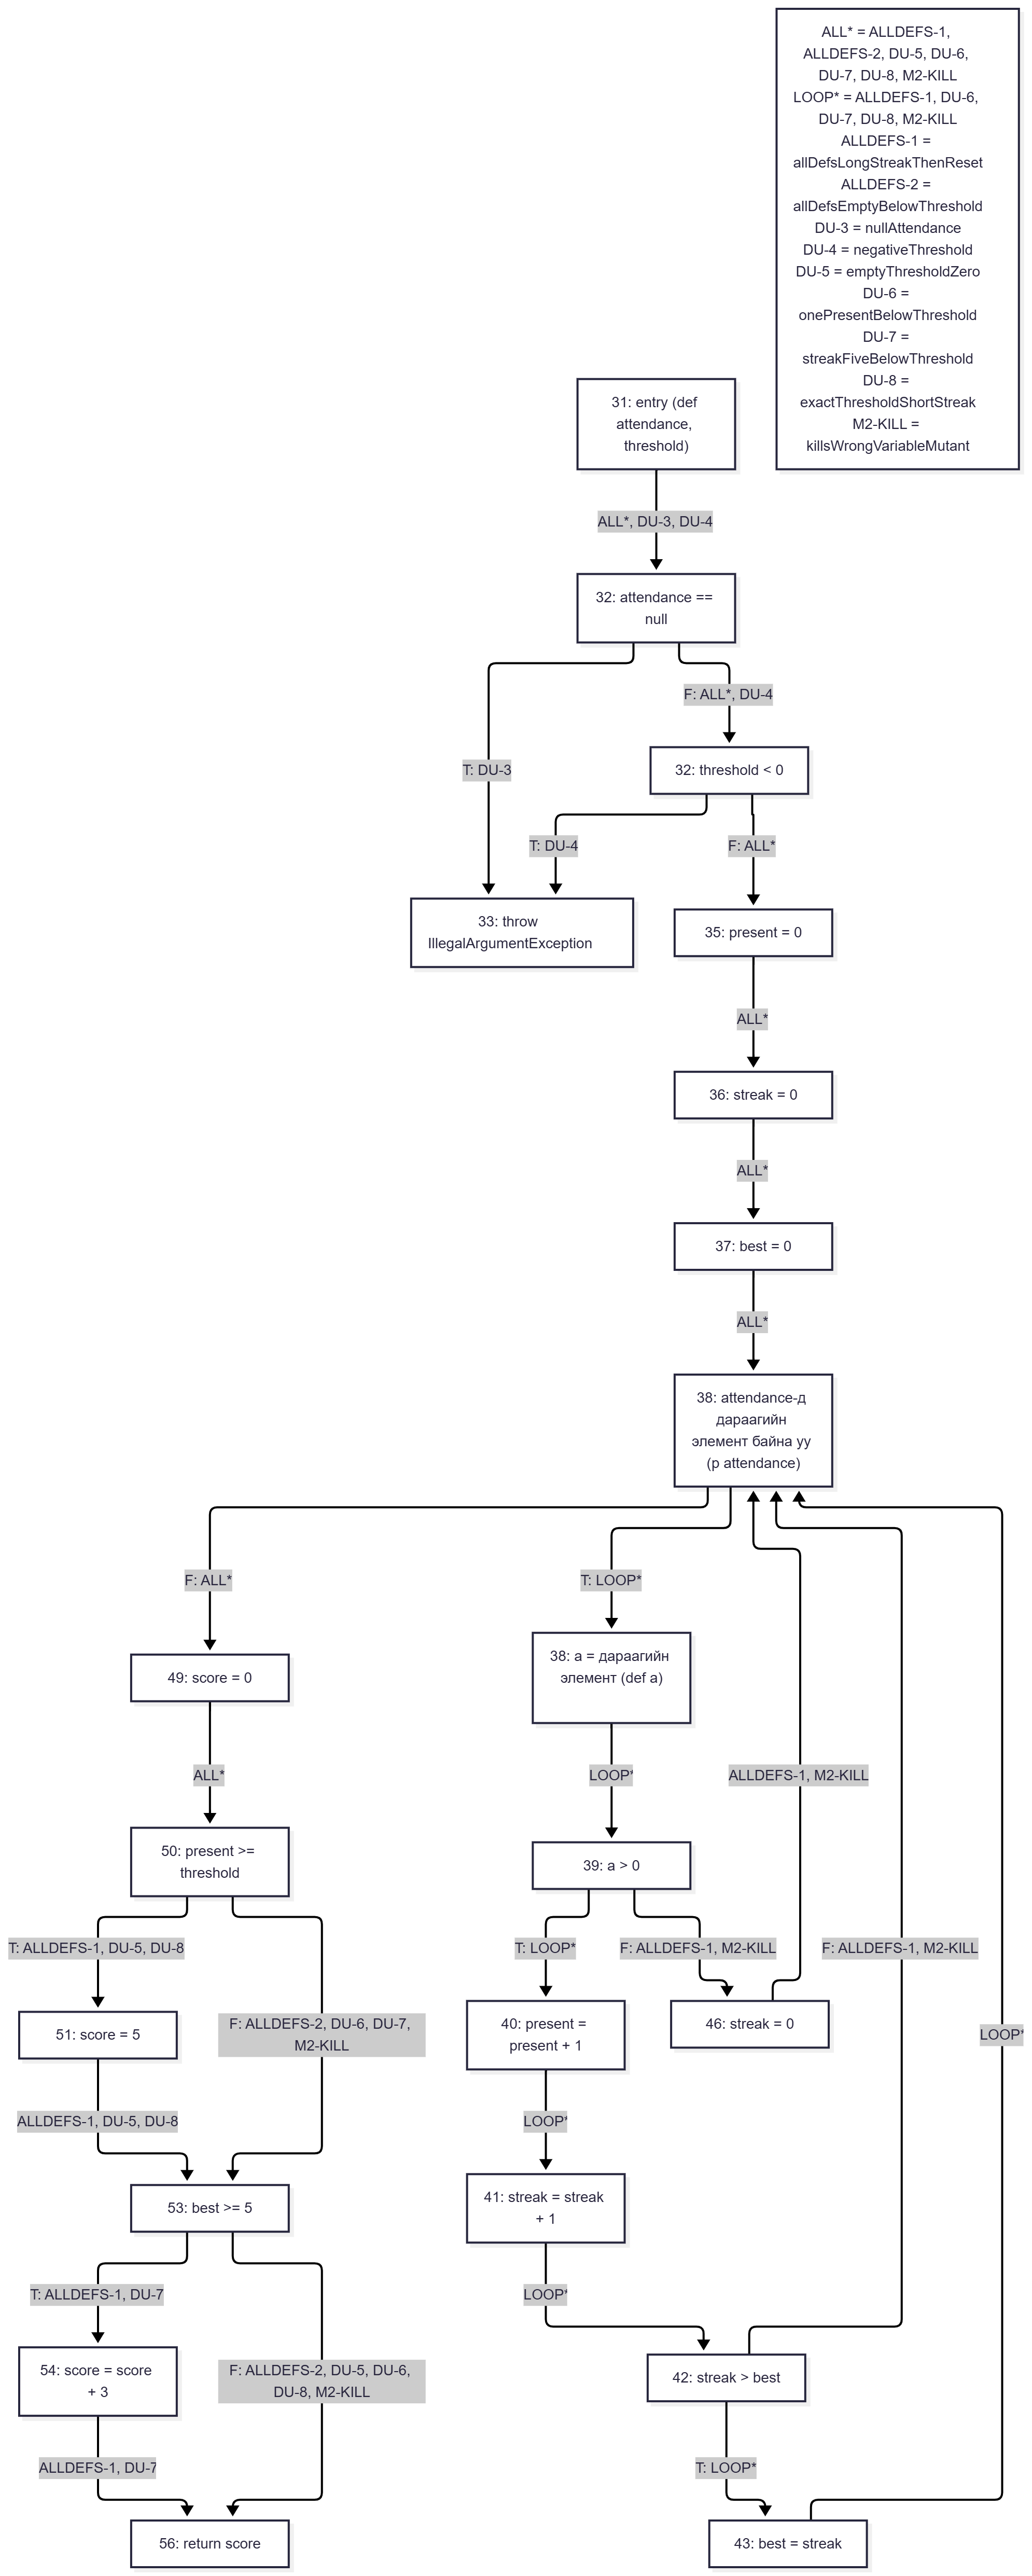 ALL* = ALLDEFS-1,
ALLDEFS-2, DU-5, DU-6,
DU-7, DU-8, M2-KILL
LOOP* = ALLDEFS-1, DU-6,
DU-7, DU-8, M2-KILL
ALLDEFS-1 =
allDefsLongStreakThenReset
ALLDEFS-2 =
allDefsEmptyBelowThreshold
DU-3 = nullAttendance
DU-4 = negativeThreshold
DU-5 = emptyThresholdZero
DU-6 =
onePresentBelowThreshold
DU-7 =
streakFiveBelowThreshold
DU-8 =
exactThresholdShortStreak
M2-KILL =
killsWrongVariableMutant
31: entry (def
attendance,
threshold)
ALL*, DU-3, DU-4
32: attendance ==
null
F: ALL*, DU-4
T: DU-3
32: threshold < 0
T: DU-4
F: ALL*
33: throw
IllegalArgumentException
35: present = 0
ALL*
36: streak = 0
ALL*
37: best = 0
ALL*
38: attendance-д
дараагийн
элемент байна уу
(p attendance)
F: ALL*
T: LOOP*
38: a = дараагийн
элемент (def a)
49: score = 0
ALL*
LOOP*
ALLDEFS-1, M2-KILL
50: present >=
threshold
39: a > 0
T: ALLDEFS-1, DU-5, DU-8
T: LOOP*
F: ALLDEFS-1, M2-KILL
F: ALLDEFS-1, M2-KILL
51: score = 5
F: ALLDEFS-2, DU-6, DU-7,
M2-KILL
40: present =
present + 1
46: streak = 0
LOOP*
ALLDEFS-1, DU-5, DU-8
LOOP*
53: best >= 5
41: streak = streak
+ 1
T: ALLDEFS-1, DU-7
LOOP*
54: score = score
+ 3
F: ALLDEFS-2, DU-5, DU-6,
DU-8, M2-KILL
42: streak > best
ALLDEFS-1, DU-7
T: LOOP*
56: return score
43: best = streak